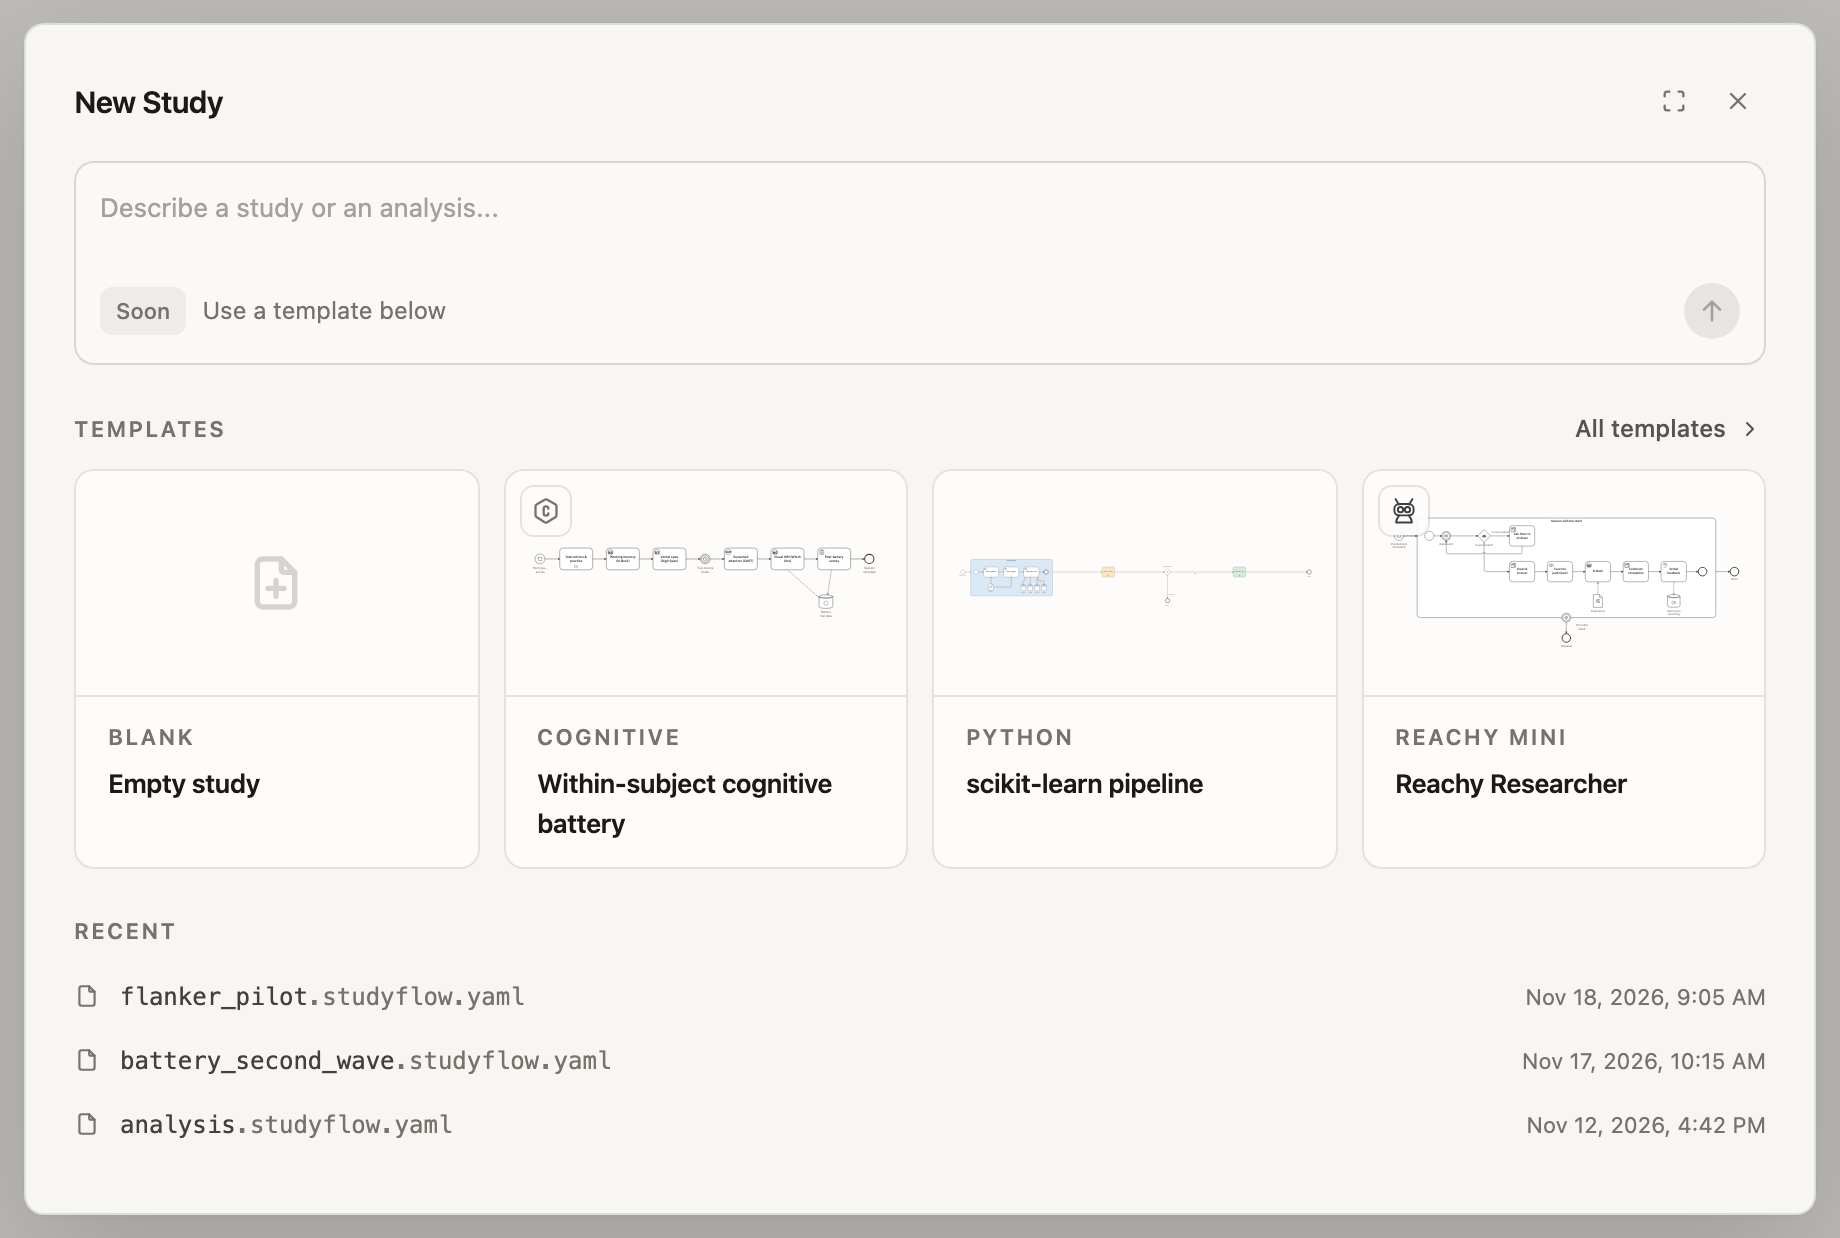 New Study
Describe a study or an analysis...
Soon
Use a template below
TEMPLATES
All templates
BLANK
Empty study
COGNITIVE
Within-subject cognitive
battery
PYTHON
scikit-learn pipeline
REACHY MINI
Reachy Researcher
RECENT
flanker_pilot.studyflow.yaml
Nov 18, 2026, 9:05 AM
battery_second_wave.studyflow.yaml
Nov 17, 2026, 10:15 AM
analysis.studyflow.yaml
Nov 12, 2026, 4:42 PM